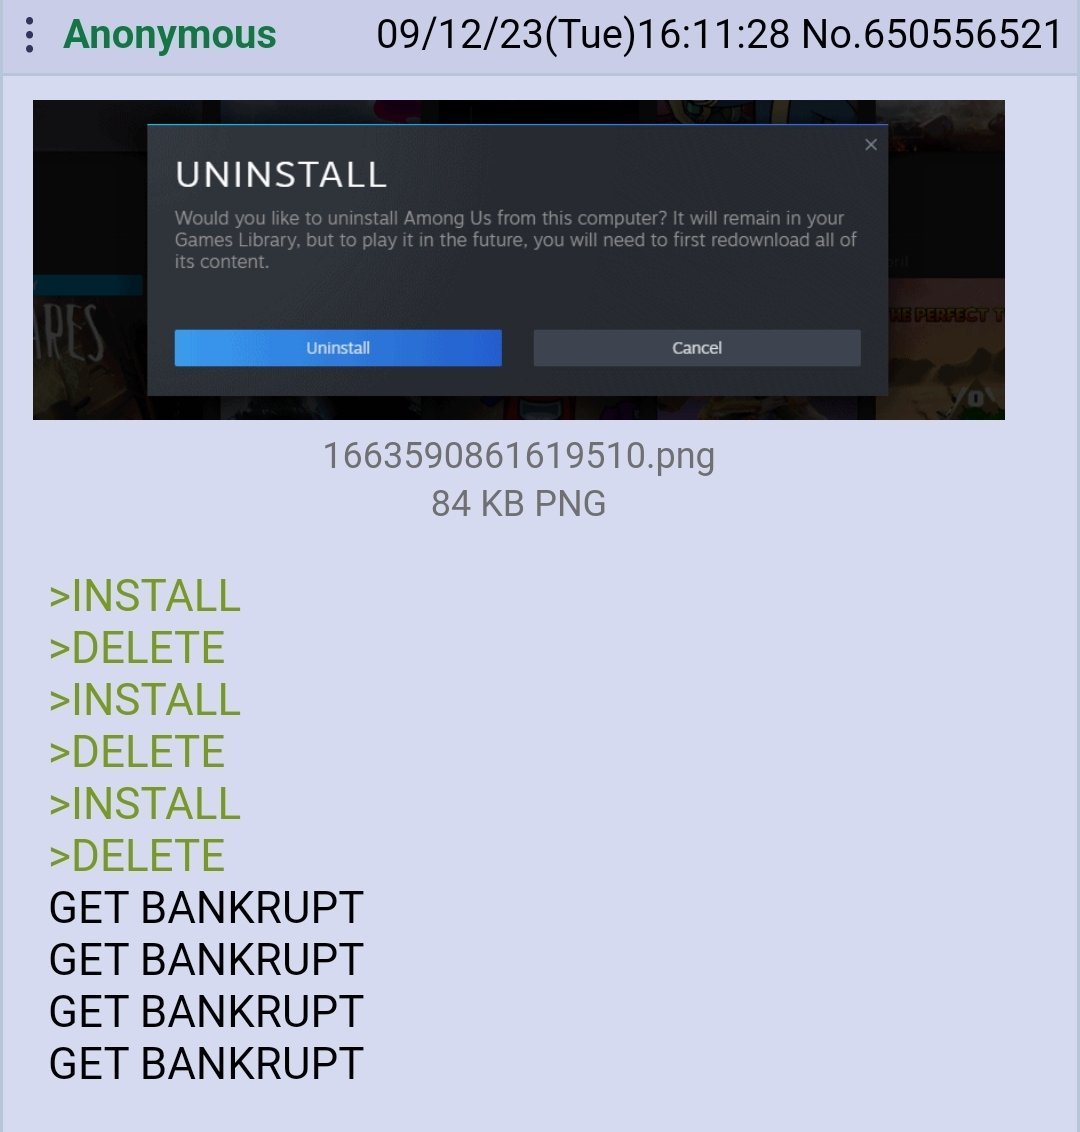 Anonymous 09/12/23(Tue)16:11:28 No.650556521
UNINSTALL
Would you like to uninstall Among Us from this computer? It will remain in your
Games Library, but to play it in the future, you will need to first redownload all of
its content.
Uninstall Cancel
HE PERFECT T
1663590861619510.png
84 KB PNG
>INSTALL
>DELETE
>INSTALL
>DELETE
>INSTALL
>DELETE
GET BANKRUPT
GET BANKRUPT
GET BANKRUPT
GET BANKRUPT